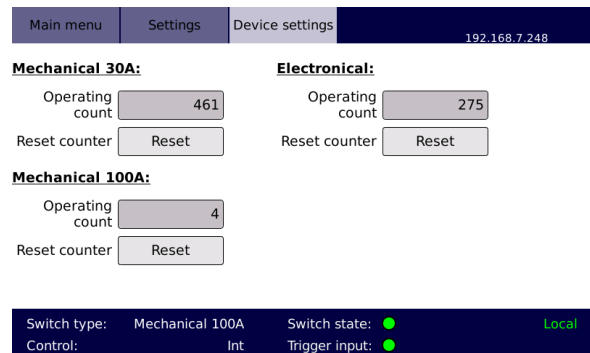 Main menu Settings Device settings
192.168.7.248
Mechanical 30A: Electronical:
Operating count 461 Operating count 275
Reset counter Reset Reset counter Reset
Mechanical 100A:
Operating count 4
Reset counter Reset
Switch type: Mechanical 100A Switch state: Local
Control: Int Trigger input: